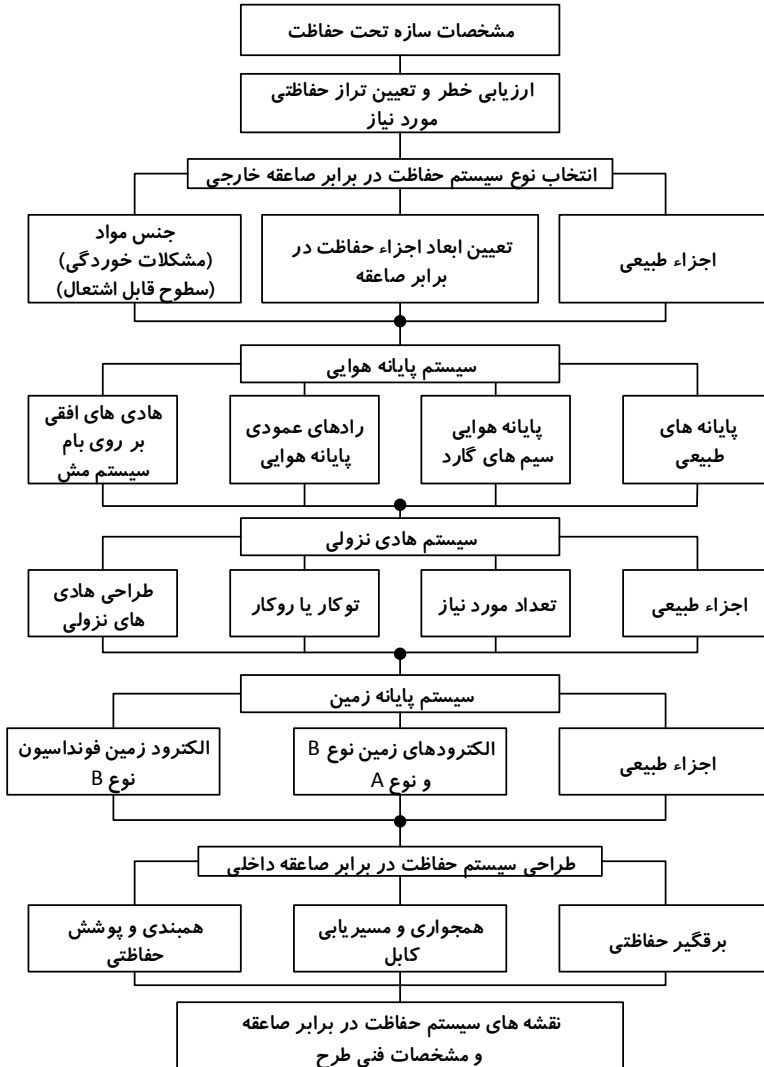 مشخصات سازه تحت حفاظت
ارزیابی خطر و تعیین تراز حفاظتی
مورد نیاز
انتخاب نوع سیستم حفاظت در برابر صاعقه خارجی
اجزاء طبیعی
تعیین ابعاد اجزاء حفاظت در
برابر صاعقه
جنس مواد
(مشکلات خوردگی)
(سطوح قابل اشتعال)
سیستم پایانه هوایی
پایانه های
طبیعی
پایانه هوایی
سیم های گارد
رادهای عمودی
پایانه هوایی
هادی های افقی
بر روی بام
سیستم مش
سیستم هادی نزولی
اجزاء طبیعی
تعداد مورد نیاز
توکار یا روکار
طراحی هادی
های نزولی
سیستم پایانه زمین
اجزاء طبیعی
الکترودهای زمین نوع B
و نوع A
الکترود زمین فونداسیون
نوع B
طراحی سیستم حفاظت در برابر صاعقه داخلی
برقگیر حفاظتی
همجواری و مسیریابی
کابل
همبندی و پوشش
حفاظتی
نقشه های سیستم حفاظت در برابر صاعقه
و مشخصات فنی طرح